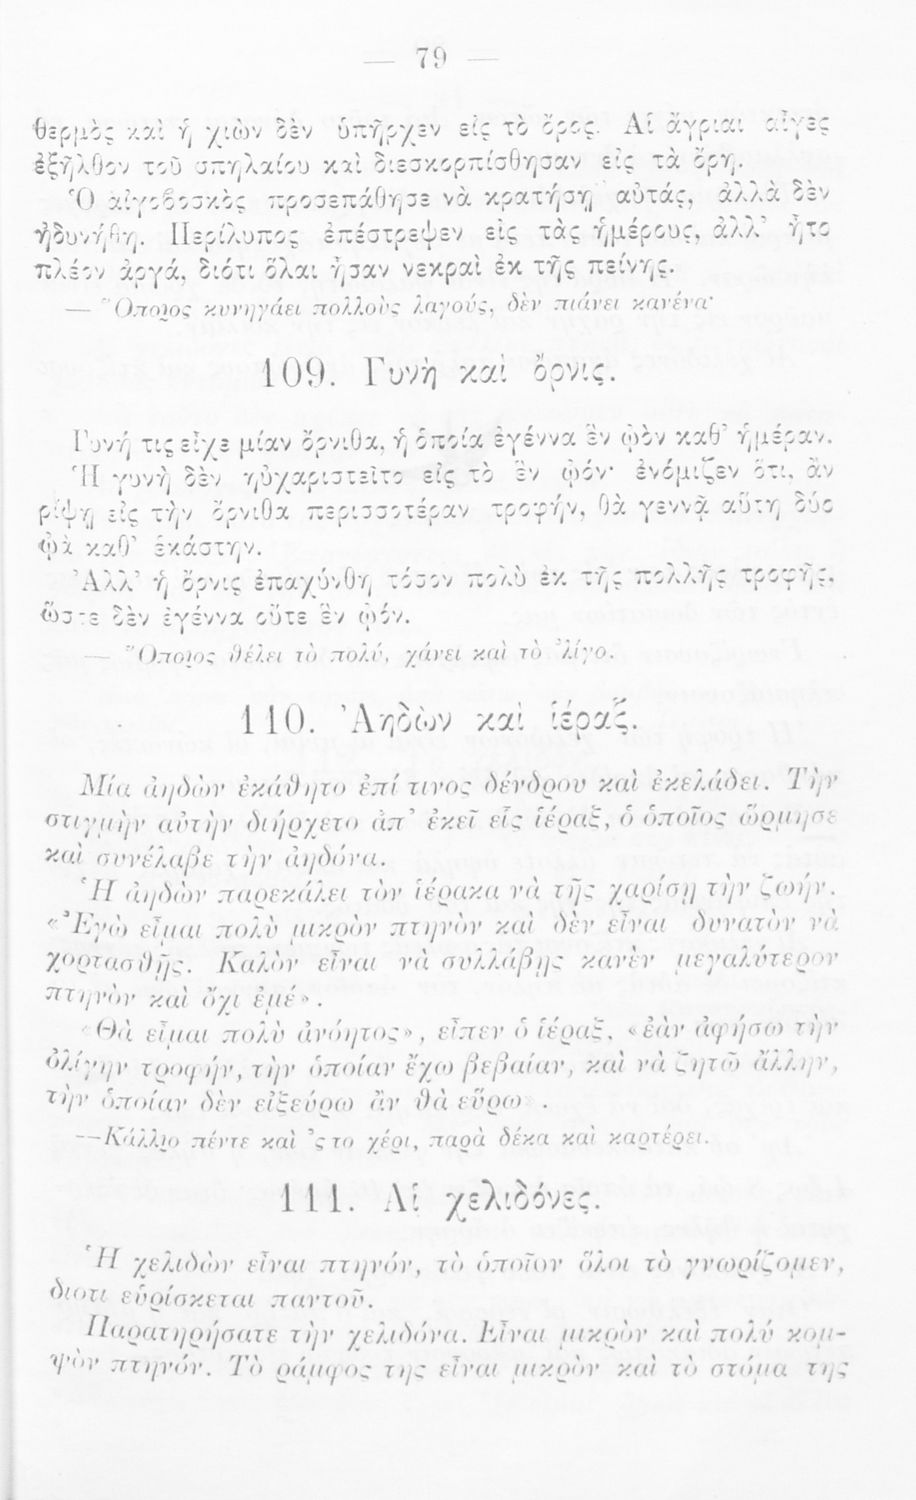 — 79 —
θερμὸς καὶ ἡ χιὼν δὲν ὑπῆρχεν εἰς τὸ ὄρος. Αἱ ἄγριαι αἶγες
ἐξῆλθον τοῦ σπηλαίου καὶ διεσκορπίσθησαν εἰς τὰ ὄρη.
Ὁ αἰγοβοσκὸς προσεπάθησε νὰ κρατήσῃ αὐτάς, ἀλλὰ δὲν
ἠδυνήθη. Περίλυπος ἐπέστρεψεν εἰς τὰς ἡμέρους, ἀλλ' ἦτο
πλέον ἀργά, διότι ὅλαι ἦσαν νεκραὶ ἐκ τῆς πείνης.
— Ὅποιος κυνηγάει πολλοὺς λαγούς, δὲν πιάνει κανένα·
109. Γυνὴ καὶ ὄρνις.
Γυνή τις εἶχε μίαν ὄρνιθα, ἡ ὁποία ἐγέννα ἓν ᾠὸν καθ' ἡμέραν.
Ἡ γυνὴ δὲν ηὐχαριστεῖτο εἰς τὸ ἓν ᾠόν· ἐνόμιζεν ὅτι, ἂν
ρίψῃ εἰς τὴν ὄρνιθα περισσοτέραν τροφήν, θὰ γεννᾷ αὕτη δύο
ᾠὰ καθ' ἑκάστην.
Ἀλλ' ἡ ὄρνις ἐπαχύνθη τόσον πολὺ ἐκ τῆς πολλῆς τροφῆς,
ὥστε δὲν ἐγέννα οὔτε ἓν ᾠόν.
— Ὅποιος θέλει τὸ πολύ, χάνει καὶ τὸ 'λίγο.
110. Ἀηδὼν καὶ ἱέραξ.
Μία ἀηδὼν ἐκάθητο ἐπί τινος δένδρου καὶ ἐκελάδει. Τὴν
στιγμὴν αὐτὴν διήρχετο ἀπ' ἐκεῖ εἷς ἱέραξ, ὁ ὁποῖος ὥρμησε
καὶ συνέλαβε τὴν ἀηδόνα.
Ἡ ἀηδὼν παρεκάλει τὸν ἱέρακα νὰ τῆς χαρίσῃ τὴν ζωήν.
«Ἐγὼ εἶμαι πολὺ μικρὸν πτηνὸν καὶ δὲν εἶναι δυνατὸν νὰ
χορτασθῇς. Καλὸν εἶναι νὰ συλλάβῃς κανὲν μεγαλύτερον
πτηνὸν καὶ ὄχι ἐμέ».
«Θὰ εἶμαι πολὺ ἀνόητος», εἶπεν ὁ ἱέραξ, «ἐὰν ἀφήσω τὴν
ὀλίγην τροφήν, τὴν ὁποίαν ἔχω βεβαίαν, καὶ νὰ ζητῶ ἄλλην,
τὴν ὁποίαν δὲν εἰξεύρω ἂν θὰ εὕρω».
—Κάλλιο πέντε καὶ 'ς το χέρι, παρὰ δέκα καὶ καρτέρει.
111. Αἱ χελιδόνες.
Ἡ χελιδὼν εἶναι πτηνόν, τὸ ὁποῖον ὅλοι τὸ γνωρίζομεν,
διοτι εὑρίσκεται παντοῦ.
Παρατηρήσατε τὴν χελιδόνα. Εἶναι μικρὸν καὶ πολύ κομ-
ψὸν πτηνόν. Τὸ ράμφος της εἶναι μικρὸν καὶ τὸ στόμα της